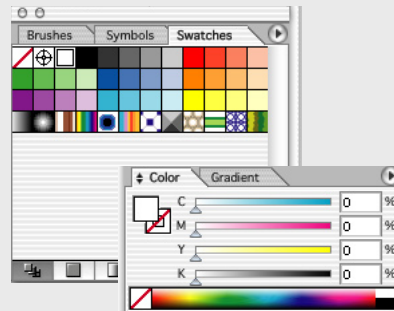 Brushes Symbols Swatches
Color Gradient
C 0 %
M 0 %
Y 0 %
K 0 %